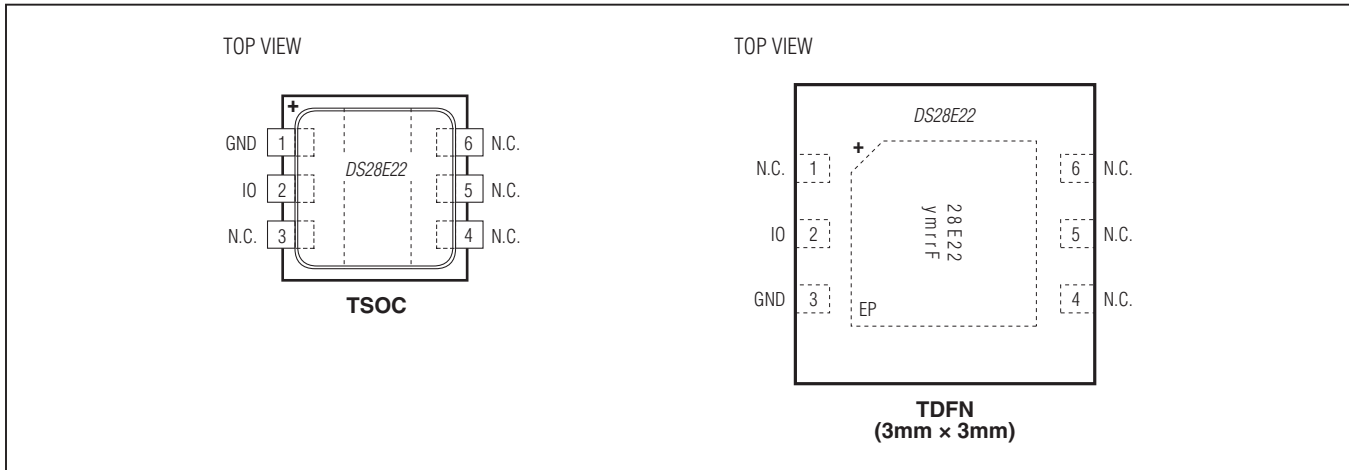 TOP VIEW
+
GND 1
6 N.C.
DS28E22
IO 2
5 N.C.
N.C. 3
4 N.C.
TSOC
TOP VIEW
DS28E22
+
N.C. 1
6 N.C.
28E22
ymrrF
IO 2
5 N.C.
GND 3
4 N.C.
EP
TDFN
(3mm × 3mm)